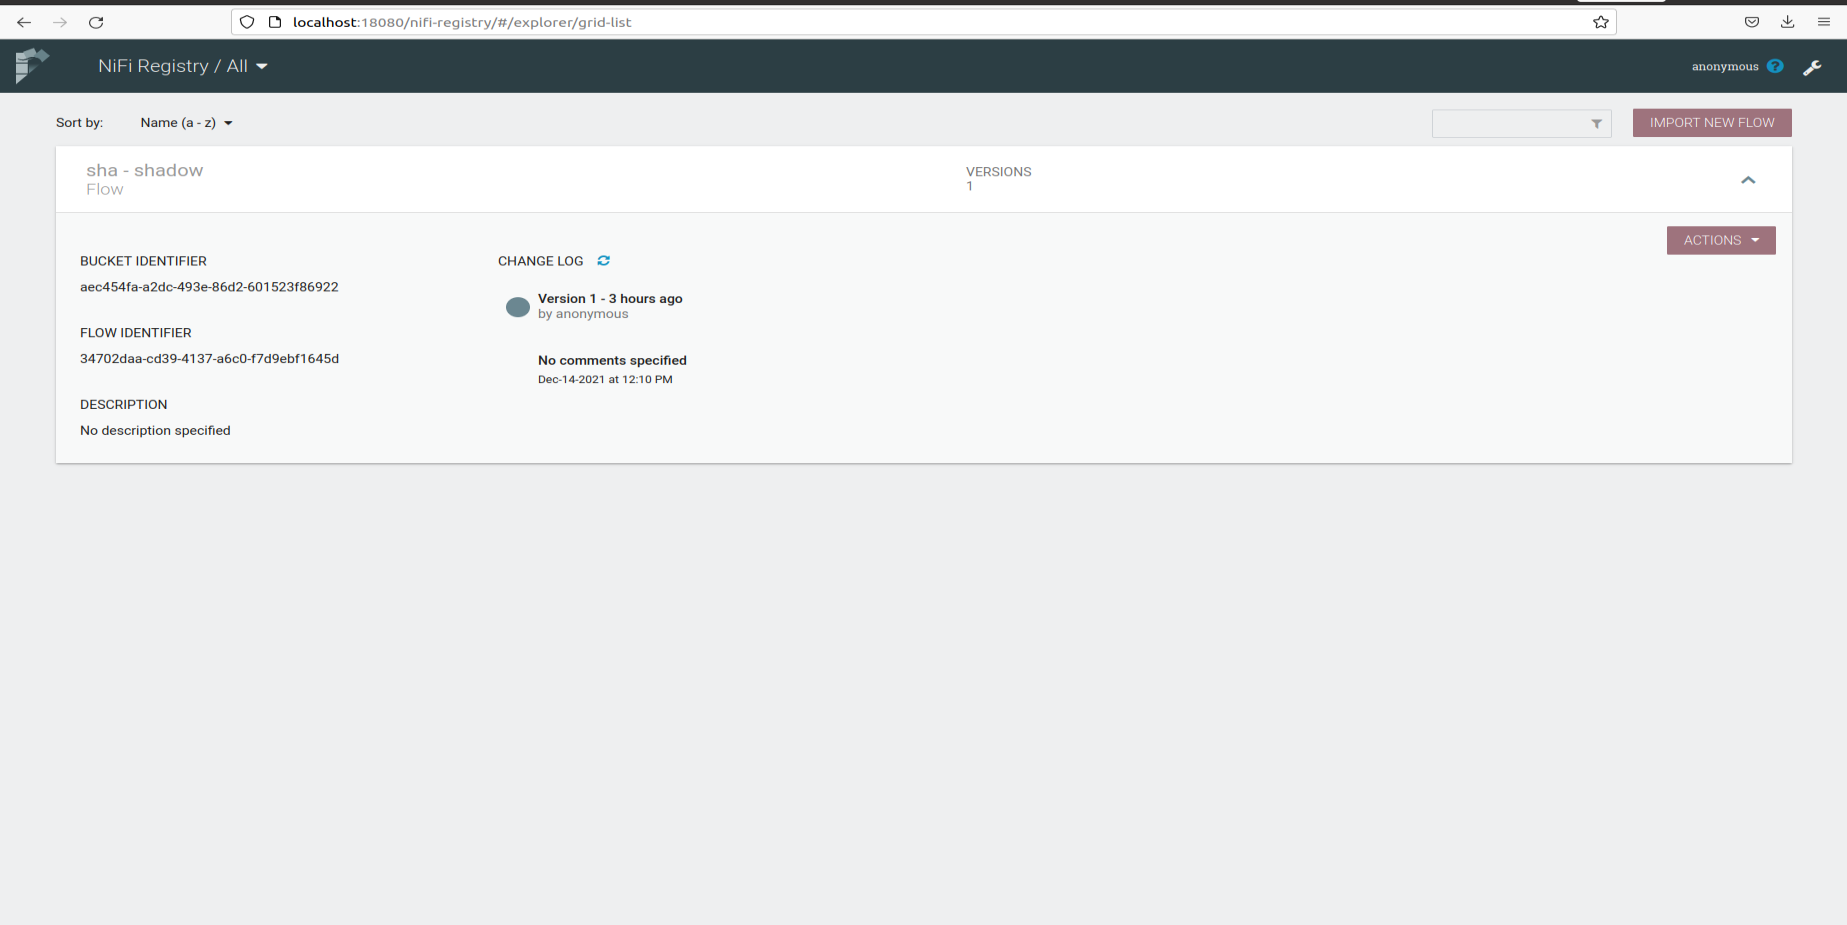 localhost:18080/nifi-registry/#/explorer/grid-list
NiFi Registry / All
anonymous ?
Sort by: Name (a - z)
IMPORT NEW FLOW
sha - shadow
Flow
VERSIONS
1
ACTIONS
BUCKET IDENTIFIER
aec454fa-a2dc-493e-86d2-601523f86922
FLOW IDENTIFIER
34702daa-cd39-4137-a6c0-f7d9ebf1645d
DESCRIPTION
No description specified
CHANGE LOG
Version 1 - 3 hours ago
by anonymous
No comments specified
Dec-14-2021 at 12:10 PM